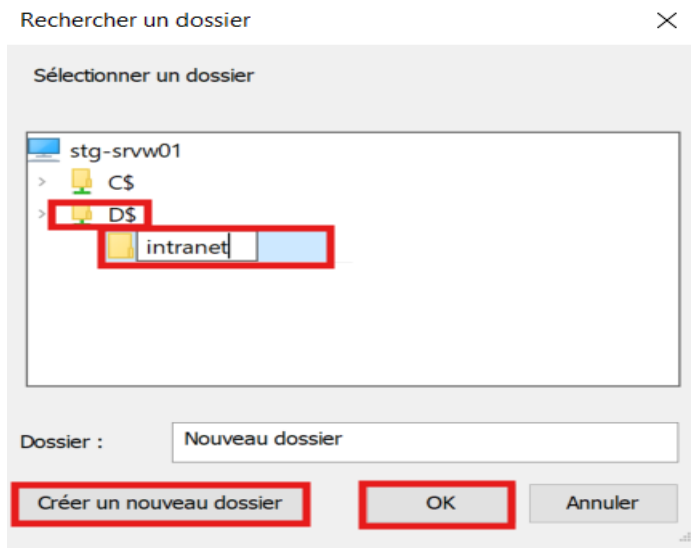 Rechercher un dossier
Sélectionner un dossier
stg-srvw01
C$
D$
intranet
Dossier :
Nouveau dossier
Créer un nouveau dossier
OK
Annuler